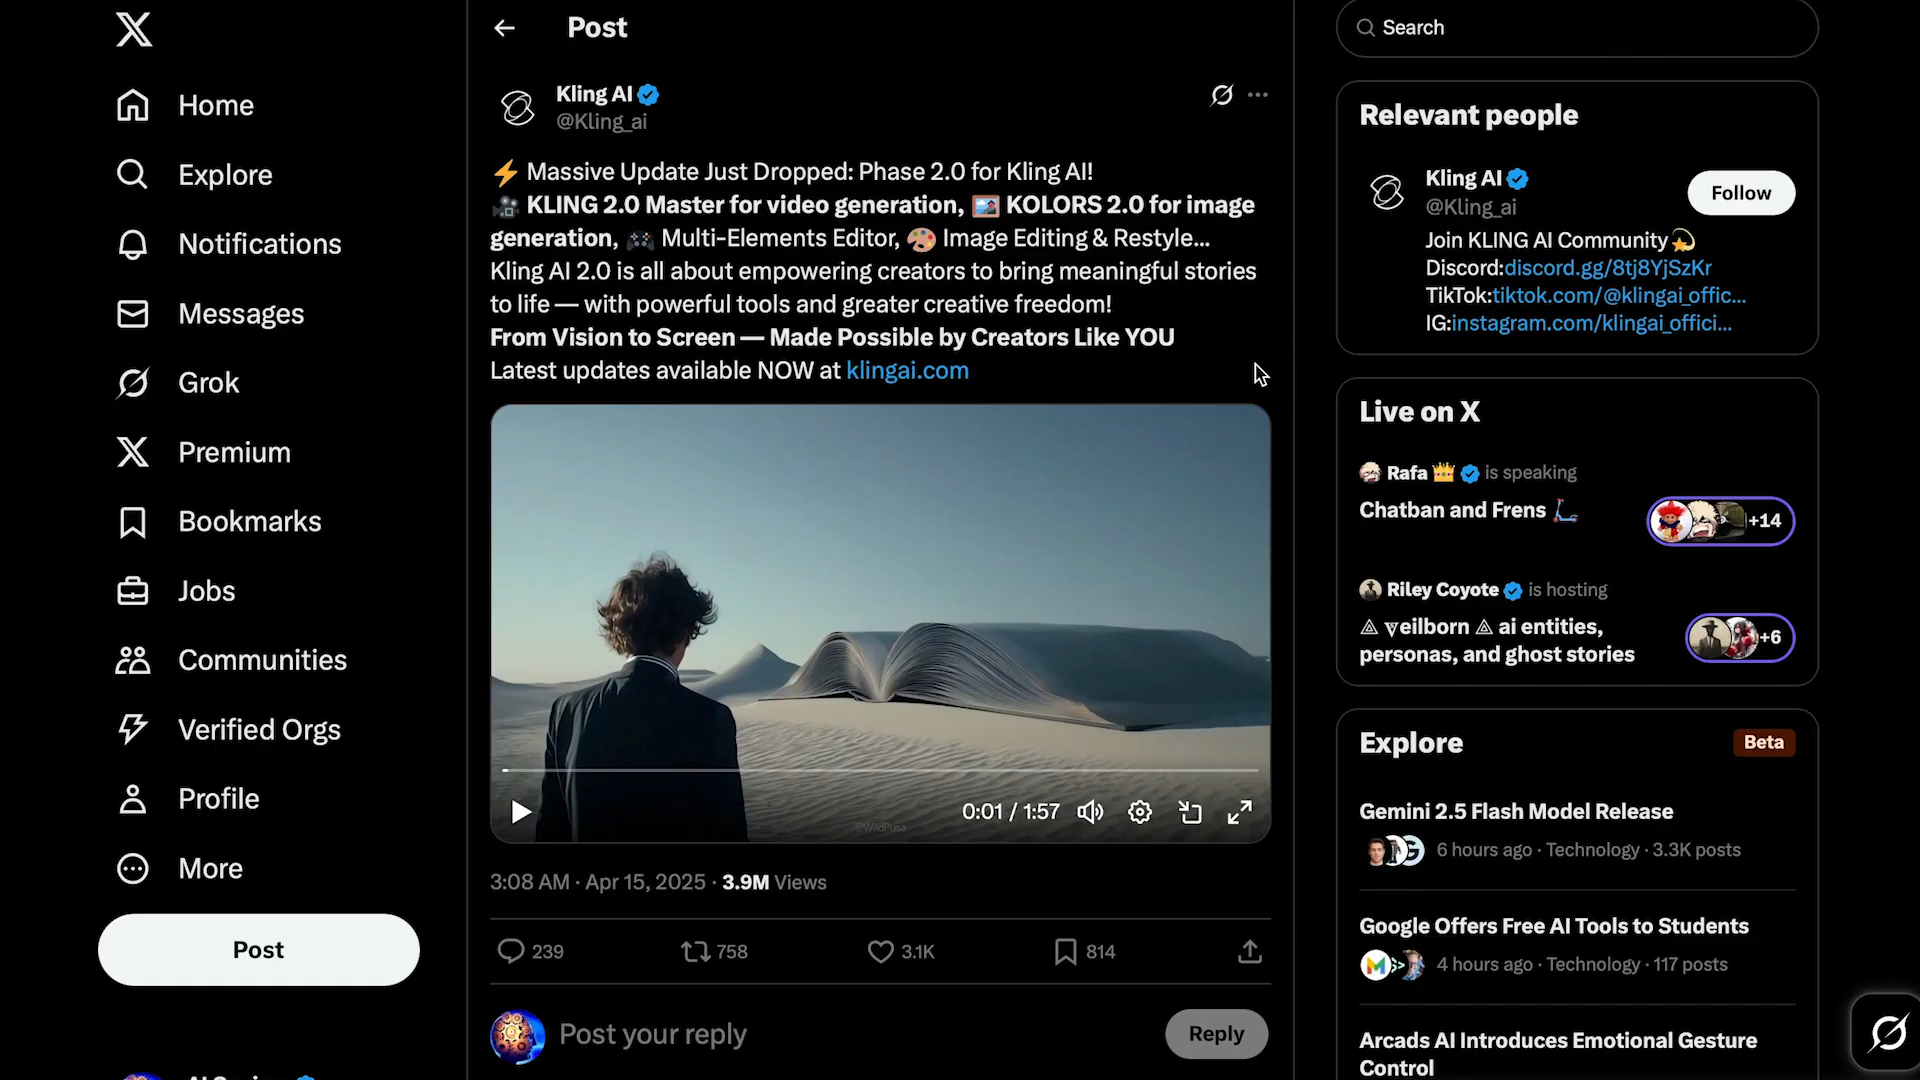 Home
Explore
Notifications
Messages
Grok
Premium
Bookmarks
Jobs
Communities
Verified Orgs
Profile
More
Post
Post
Kling AI
@Kling_ai
⚡ Massive Update Just Dropped: Phase 2.0 for Kling AI!
🎥 KLING 2.0 Master for video generation, 🖼️ KOLORS 2.0 for image
generation, 🎮 Multi-Elements Editor, 🎨 Image Editing & Restyle...
Kling AI 2.0 is all about empowering creators to bring meaningful stories
to life — with powerful tools and greater creative freedom!
From Vision to Screen — Made Possible by Creators Like YOU
Latest updates available NOW at klingai.com
0:01 / 1:57
@WildPusa
3:08 AM · Apr 15, 2025 · 3.9M Views
239 758 3.1K 814
Post your reply
Reply
Search
Relevant people
Kling AI
@Kling_ai
Follow
Join KLING AI Community💫
Discord:discord.gg/8tj8YjSzKr
TikTok:tiktok.com/@klingai_offic...
IG:instagram.com/klingai_offici...
Live on X
Rafa 👑 is speaking
Chatban and Frens 🛴
+14
Riley Coyote is hosting
⟁ ⍒eilborn ⟁ ai entities,
personas, and ghost stories
+6
Explore
Beta
Gemini 2.5 Flash Model Release
6 hours ago · Technology · 3.3K posts
Google Offers Free AI Tools to Students
4 hours ago · Technology · 117 posts
Arcads AI Introduces Emotional Gesture
Control